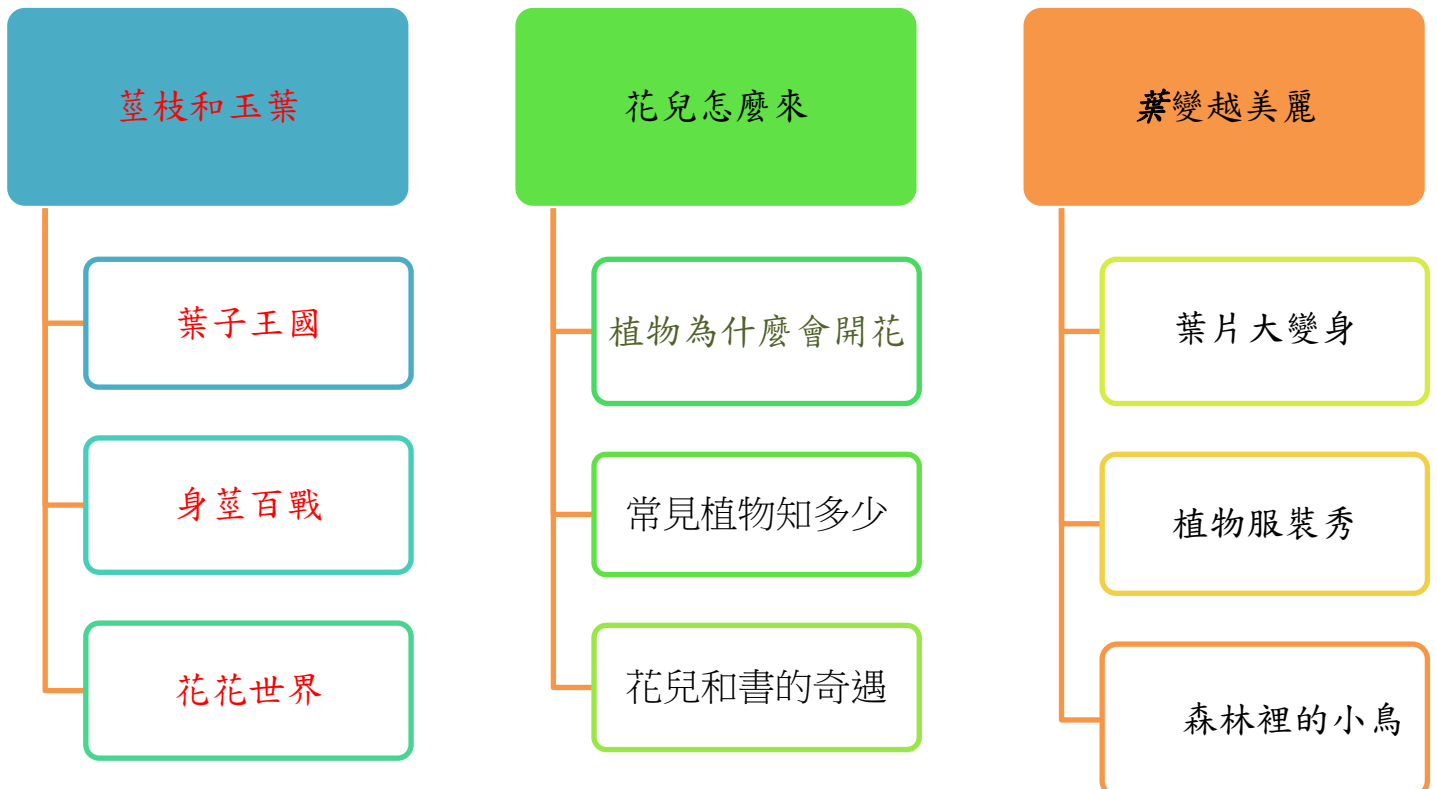 莖枝和玉葉
葉子王國
身莖百戰
花花世界
花兒怎麼來
植物為什麼會開花
常見植物知多少
花兒和書的奇遇
葉變越美麗
葉片大變身
植物服裝秀
森林裡的小鳥